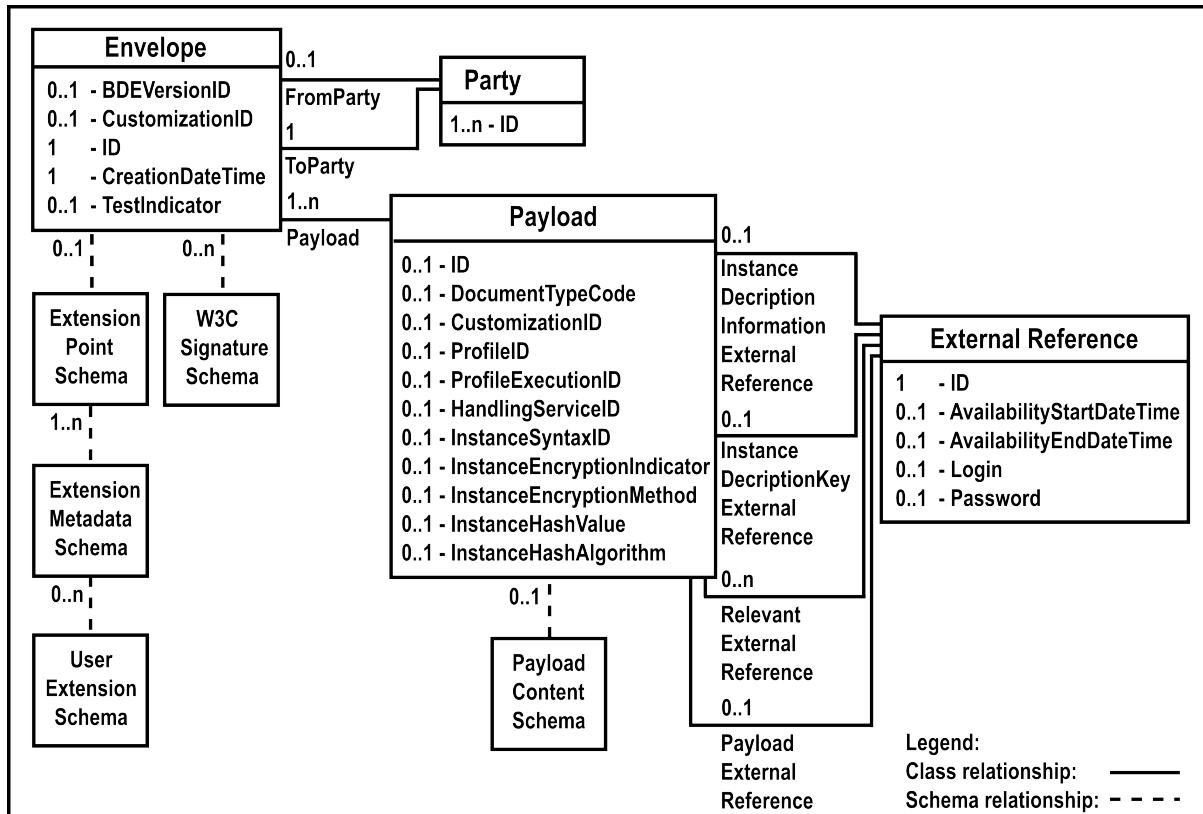 Envelope
0..1 - BDEVersionID
0..1 - CustomizationID
1 - ID
1 - CreationDateTime
0..1 - TestIndicator
0..1
FromParty
1
ToParty
1..n
Payload
Party
1..n - ID
0..1
0..n
Extension
Point
Schema
W3C
Signature
Schema
1..n
Extension
Metadata
Schema
0..n
User
Extension
Schema
Payload
0..1 - ID
0..1 - DocumentTypeCode
0..1 - CustomizationID
0..1 - ProfileID
0..1 - ProfileExecutionID
0..1 - HandlingServiceID
0..1 - InstanceSyntaxID
0..1 - InstanceEncryptionIndicator
0..1 - InstanceEncryptionMethod
0..1 - InstanceHashValue
0..1 - InstanceHashAlgorithm
0..1
Payload
Content
Schema
0..1
Instance
Decription
Information
External
Reference
0..1
Instance
DecriptionKey
External
Reference
0..n
Relevant
External
Reference
0..1
Payload
External
Reference
External Reference
1 - ID
0..1 - AvailabilityStartDateTime
0..1 - AvailabilityEndDateTime
0..1 - Login
0..1 - Password
Legend:
Class relationship:
Schema relationship: